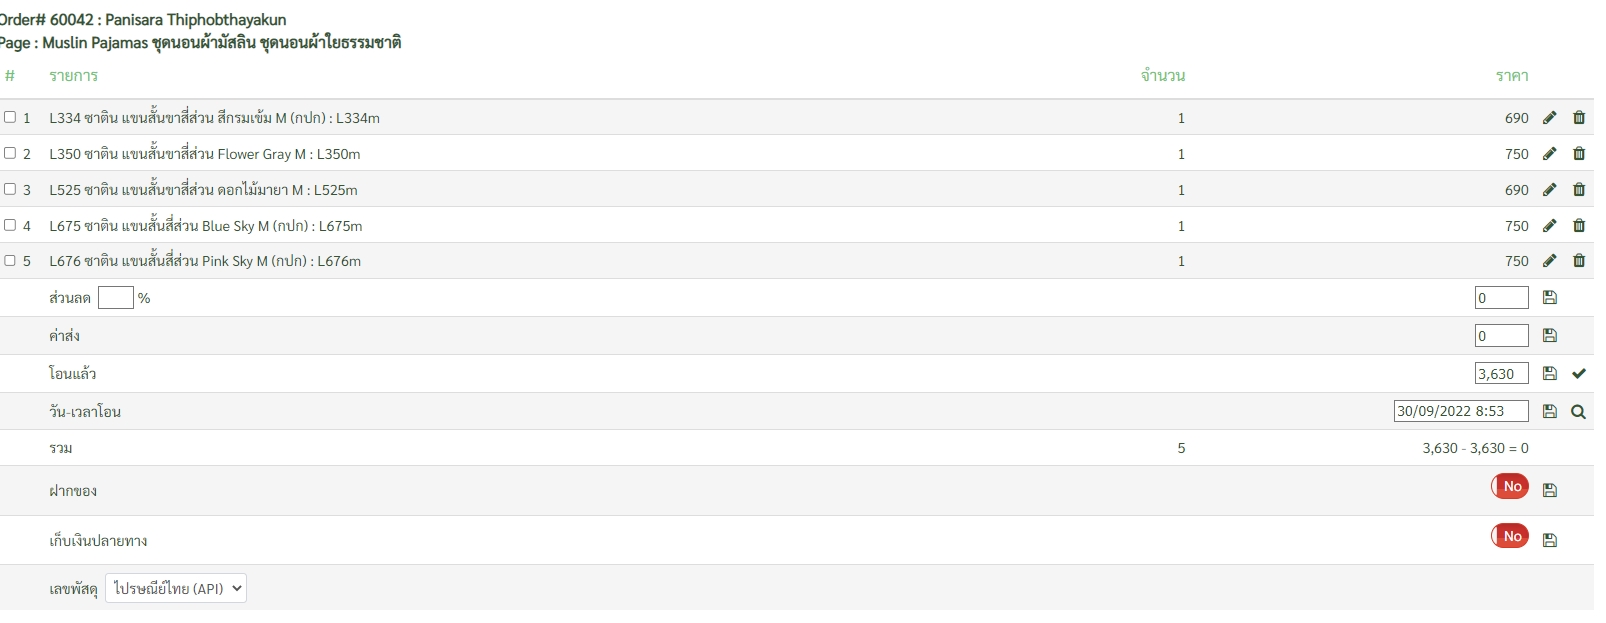 Order# 60042 : Panisara Thiphobthayakun
Page : Muslin Pajamas ชุดนอนผ้ามัสลิน ชุดนอนผ้าใยธรรมชาติ
# รายการ จำนวน ราคา
1 L334 ซาติน แขนสั้นขาสี่ส่วน สีกรมเข้ม M (กปก) : L334m 1 690
2 L350 ซาติน แขนสั้นขาสี่ส่วน Flower Gray M : L350m 1 750
3 L525 ซาติน แขนสั้นขาสี่ส่วน ดอกไม้มายา M : L525m 1 690
4 L675 ซาติน แขนสั้นสี่ส่วน Blue Sky M (กปก) : L675m 1 750
5 L676 ซาติน แขนสั้นสี่ส่วน Pink Sky M (กปก) : L676m 1 750
ส่วนลด % 0
ค่าส่ง 0
โอนแล้ว 3,630
วัน-เวลาโอน 30/09/2022 8:53
รวม 5 3,630 - 3,630 = 0
ฝากของ No
เก็บเงินปลายทาง No
เลขพัสดุ ไปรษณีย์ไทย (API)